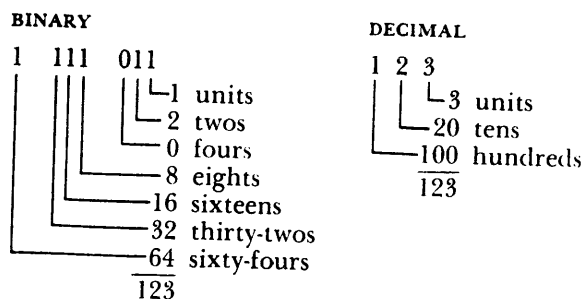 BINARY
1 111 011
1 units
2 twos
0 fours
8 eights
16 sixteens
32 thirty-twos
64 sixty-fours
123
DECIMAL
1 2 3
3 units
20 tens
100 hundreds
123